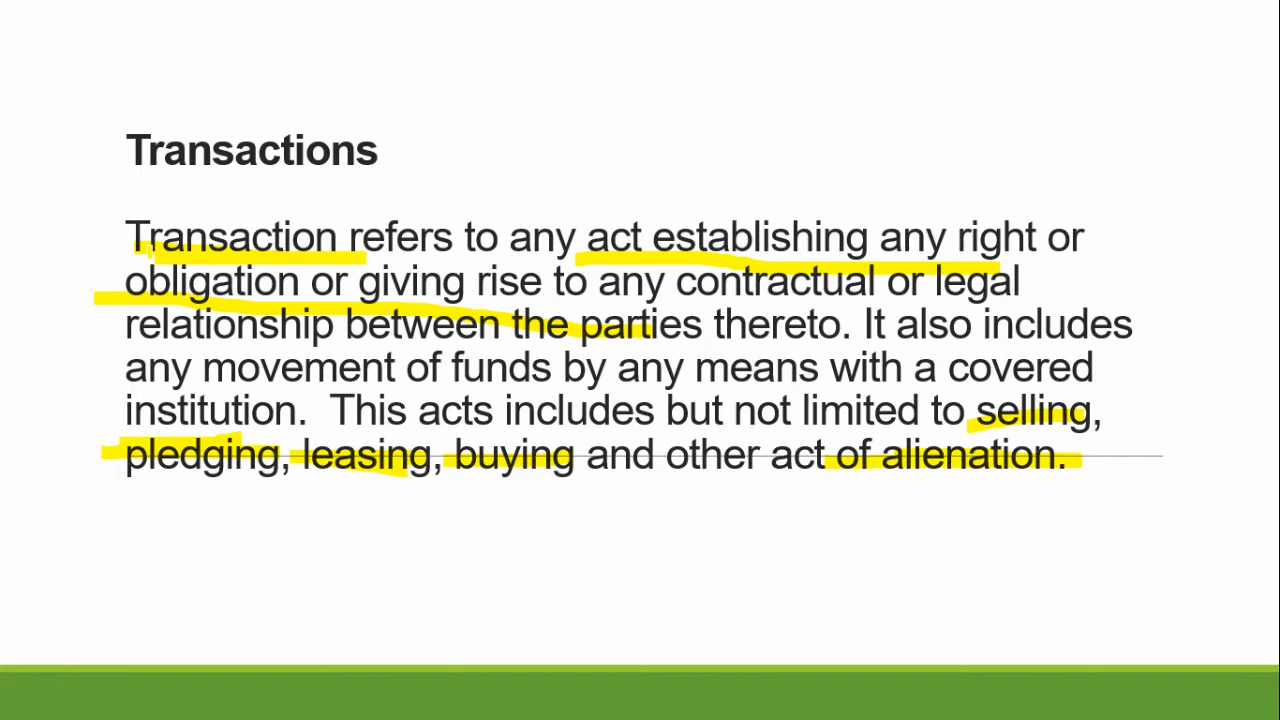 Transactions
Transaction refers to any act establishing any right or
obligation or giving rise to any contractual or legal
relationship between the parties thereto. It also includes
any movement of funds by any means with a covered
institution.  This acts includes but not limited to selling,
pledging, leasing, buying and other act of alienation.